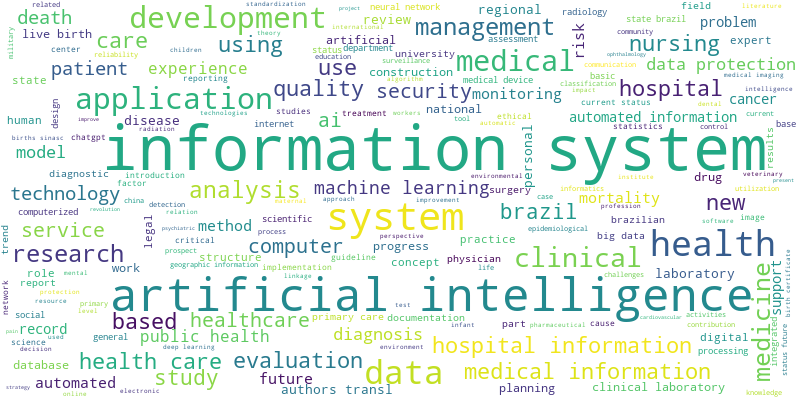 related
death
live birth
center
military
reliability
children
theory
standardization
project
international
status
education
neural network
review
artificial
department
surveillance
assessment
university
regional
radiology
community
risk
state brazil
field
problem
expert
literature
development
care
using
management
nursing
patient
experience
use
medical
data protection
communication
medical imaging
state
reporting
construction
algorithm
medical device
basic
classification
impact
hospital
intelligence
ophthalmology
application
quality
security
monitoring
current status
cancer
dental
human
design
technologies
studies
treatment
workers
national
tool
ethical
automatic
automated information
births sinasc
chatgpt
improve
disease
radiation
internet
ai
personal
statistics
control
current
base
results
model
information system
diagnostic
introduction
factor
china
maternal
environmental
institute
drug
veterinary
present
technology
computerized
revolution
analysis
machine learning
surgery
informatics
mortality
utilization
detection
relation
approach
improvement
case
profession
new
service
legal
psychiatric
method
scientific
process
system
brazil
epidemiological
brazilian
software
image
trend
research
critical
prospect
structure
computer
perspective
progress
practice
big data
health
geographic information
guideline
concept
physician
clinical
laboratory
role
mental
work
implementation
linkage
life
challenges
report
protection
network
resource
artificial intelligence
test
cardiovascular
activities
medicine
support
integrated
birth certificate
social
primary
level
based
healthcare
primary care
documentation
infant
part
pharmaceutical
cause
contribution
digital
status future
record
pain
used
general
public health
diagnosis
hospital information
processing
science
decision
deep learning
environment
database
health care
evaluation
data
medical information
automated
study
future
authors transl
planning
clinical laboratory
knowledge
strategy
online
electronic